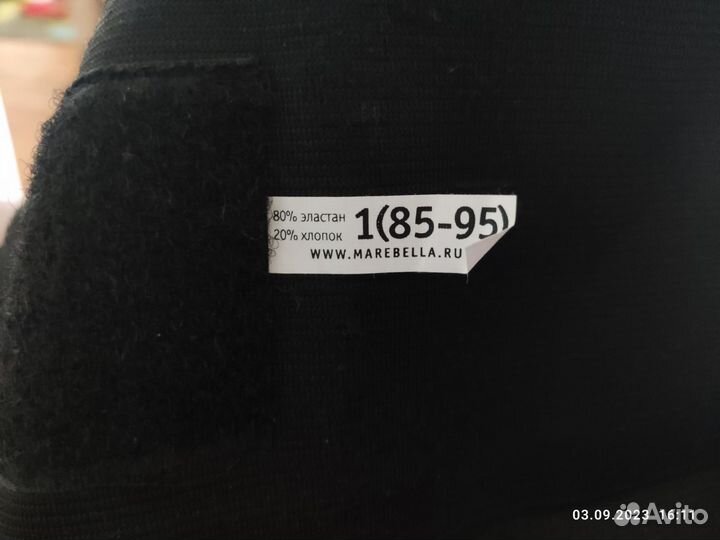 80% эластан 1(85-95)
20% хлопок
WWW.MAREBELLA.RU
03.09.2023 16:11
Avito